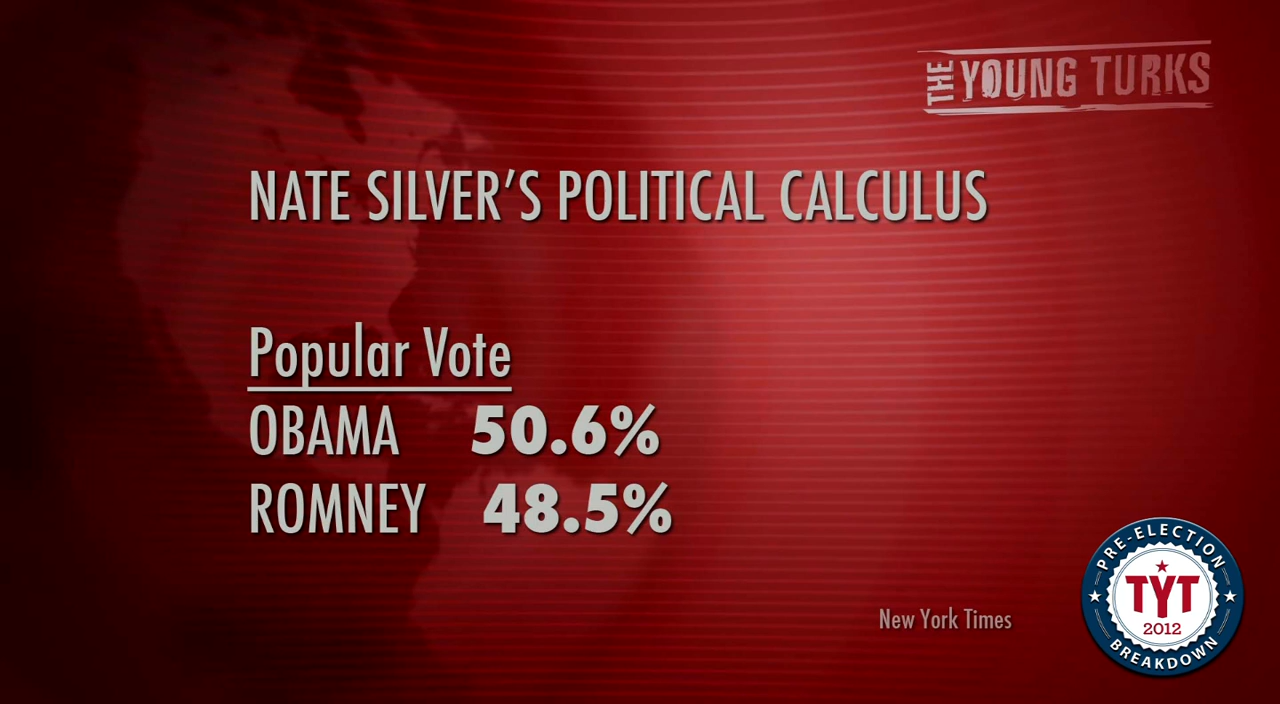 THE YOUNG TURKS
NATE SILVER'S POLITICAL CALCULUS
Popular Vote
OBAMA 50.6%
ROMNEY 48.5%
New York Times
PRE-ELECTION
TYT
2012
BREAKDOWN